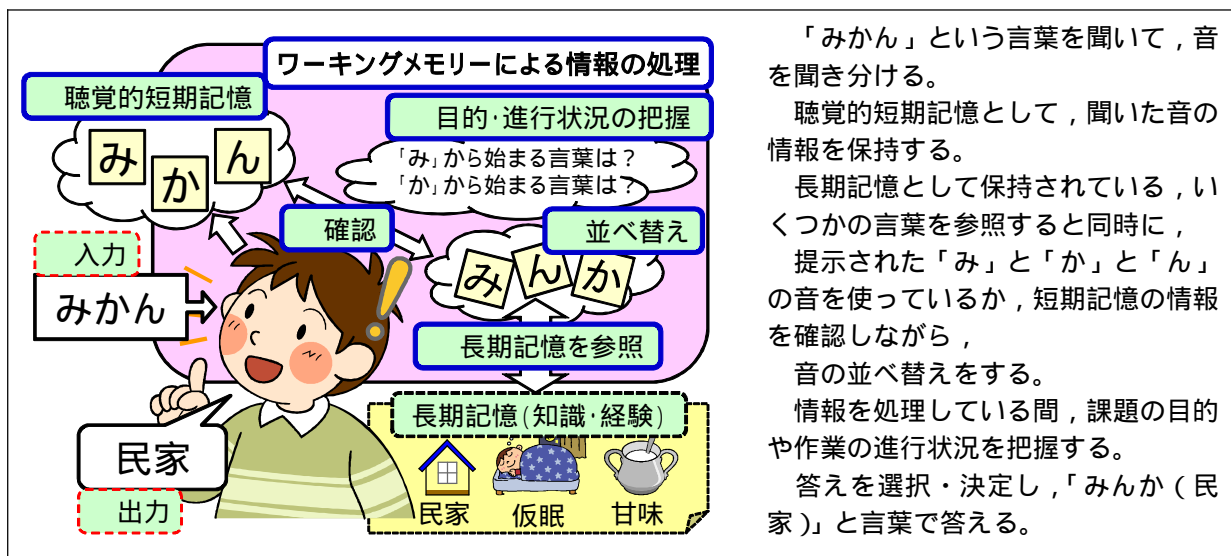 ワーキングメモリーによる情報の処理
聴覚的短期記憶
み
か
ん
目的・進行状況の把握
「み」から始まる言葉は？
「か」から始まる言葉は？
確認
並べ替え
み
ん
か
入力
みかん
長期記憶を参照
長期記憶(知識・経験)
民家
仮眠
甘味
民家
出力
「みかん」という言葉を聞いて，音
を聞き分ける。
聴覚的短期記憶として，聞いた音の
情報を保持する。
長期記憶として保持されている，い
くつかの言葉を参照すると同時に，
提示された「み」と「か」と「ん」
の音を使っているか，短期記憶の情報
を確認しながら，
音の並べ替えをする。
情報を処理している間，課題の目的
や作業の進行状況を把握する。
答えを選択・決定し，「みんか（民
家）」と言葉で答える。